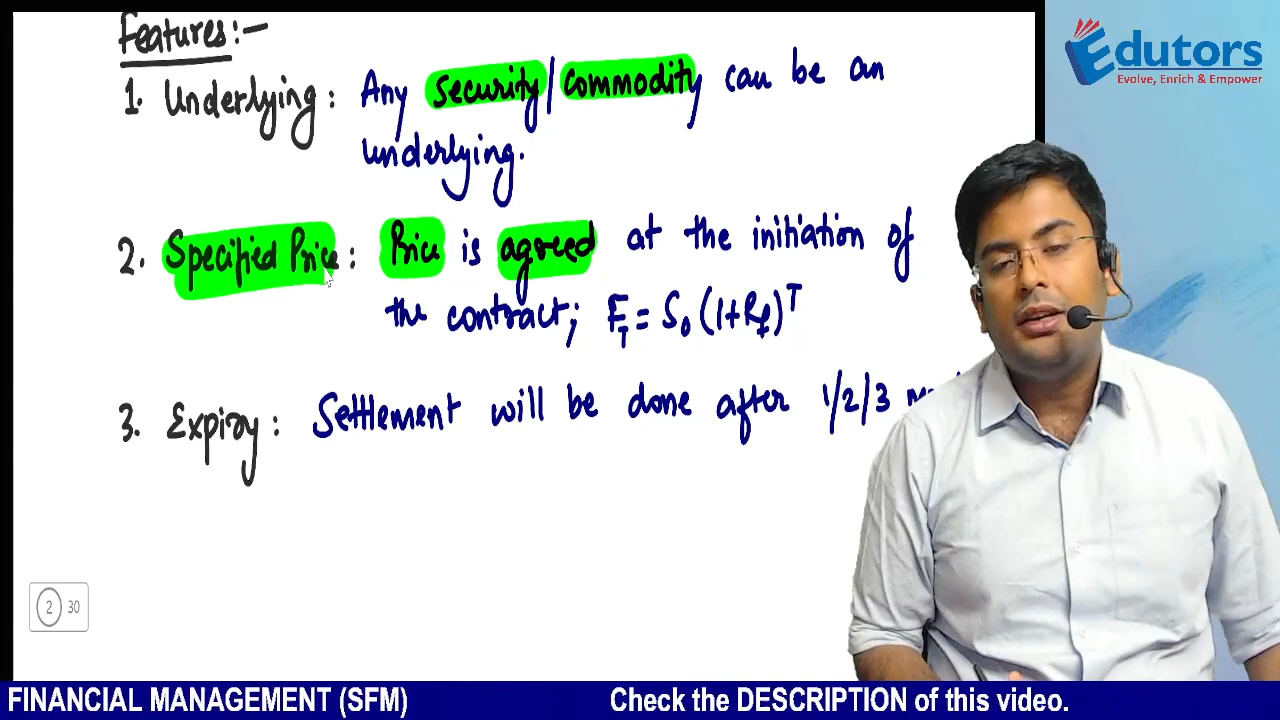 Features:-
1. Underlying: Any security/commodity can be an
underlying.
2. Specified Price: Price is agreed at the initiation of
the contract; F_T = S_0 (1+R_f)^T
3. Expiry: Settlement will be done after 1/2/3
2 30
Edutors
Evolve, Enrich & Empower
FINANCIAL MANAGEMENT (SFM) Check the DESCRIPTION of this video.